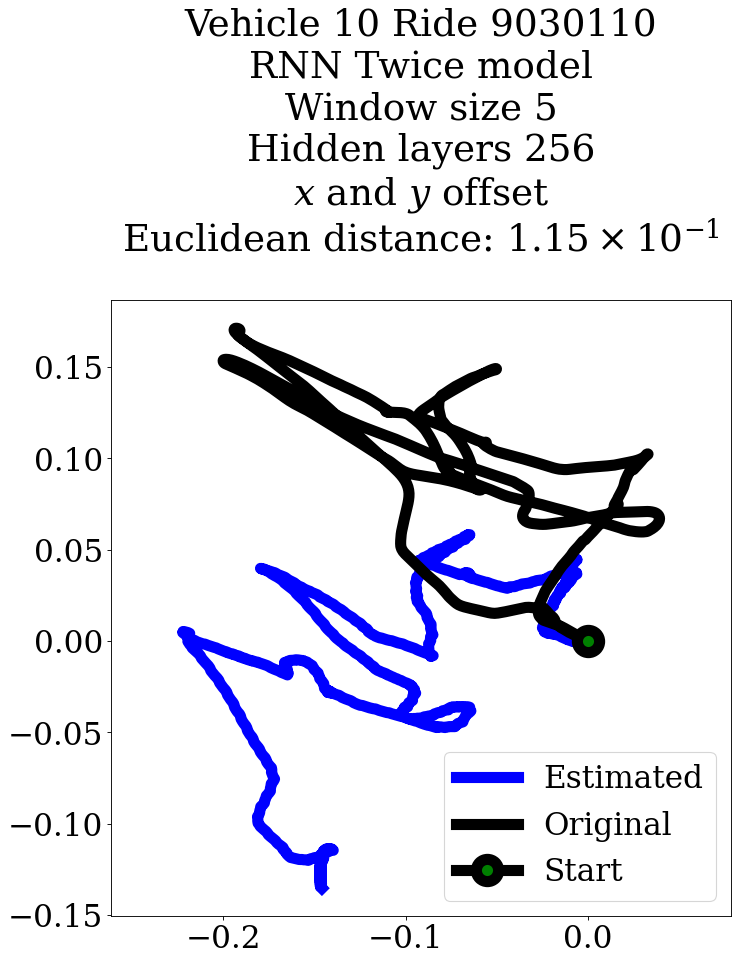 Vehicle 10 Ride 9030110
RNN Twice model
Window size 5
Hidden layers 256
x and y offset
Euclidean distance: 1.15 × 10⁻¹
0.15
0.10
0.05
0.00
−0.05
−0.10
−0.15
−0.2
−0.1
0.0
Estimated
Original
Start